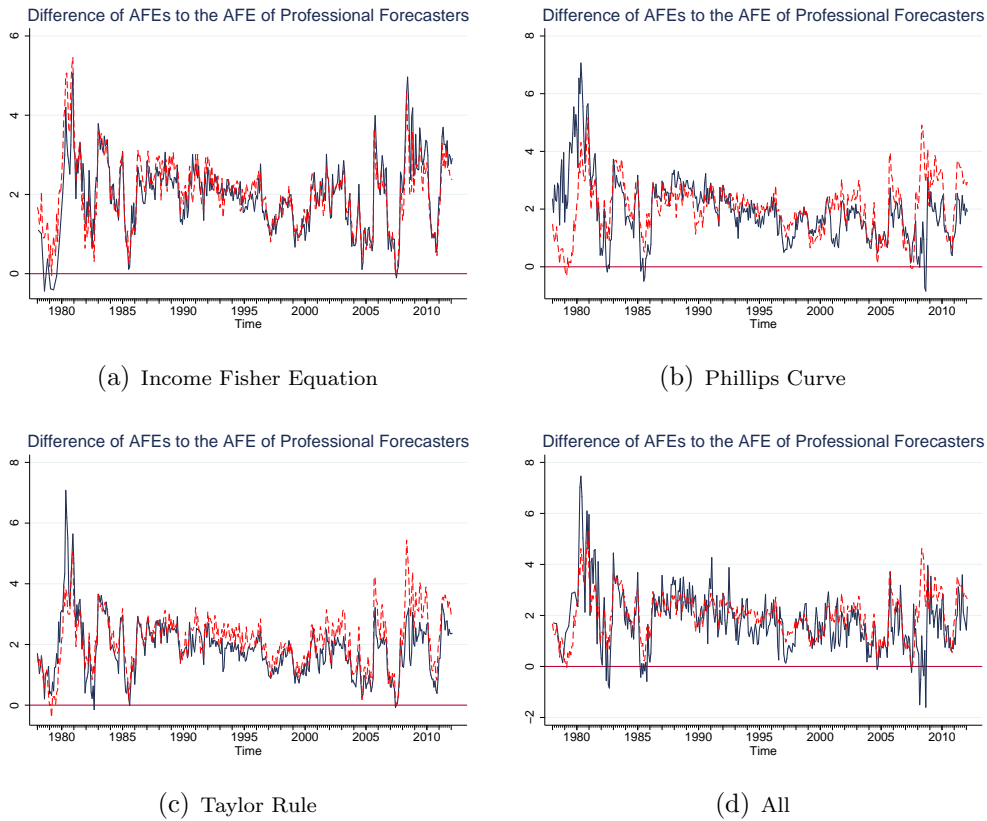 Difference of AFEs to the AFE of Professional Forecasters
6
4
2
0
1980 1985 1990 1995 2000 2005 2010
Time
(a) Income Fisher Equation
Difference of AFEs to the AFE of Professional Forecasters
8
6
4
2
0
1980 1985 1990 1995 2000 2005 2010
Time
(b) Phillips Curve
Difference of AFEs to the AFE of Professional Forecasters
8
6
4
2
0
1980 1985 1990 1995 2000 2005 2010
Time
(c) Taylor Rule
Difference of AFEs to the AFE of Professional Forecasters
8
6
4
2
0
-2
1980 1985 1990 1995 2000 2005 2010
Time
(d) All